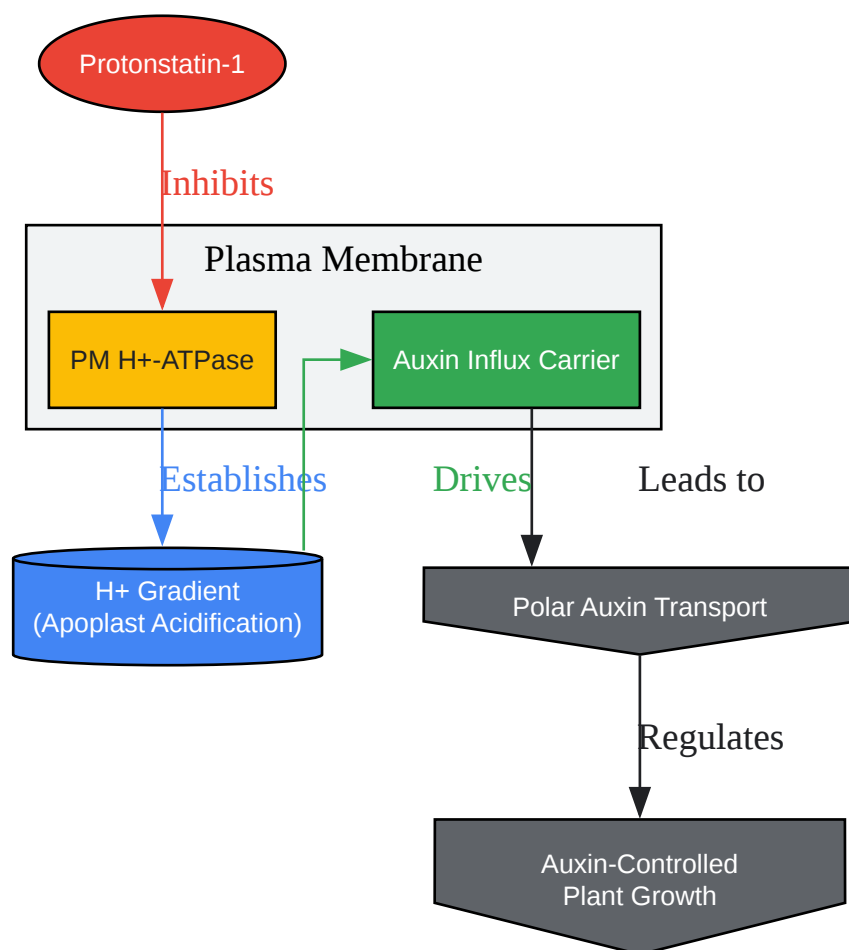 Protonstatin-1
Inhibits
Plasma Membrane
PM H+-ATPase
Auxin Influx Carrier
Establishes
Drives
Leads to
H+ Gradient
(Apoplast Acidification)
Polar Auxin Transport
Regulates
Auxin-Controlled
Plant Growth